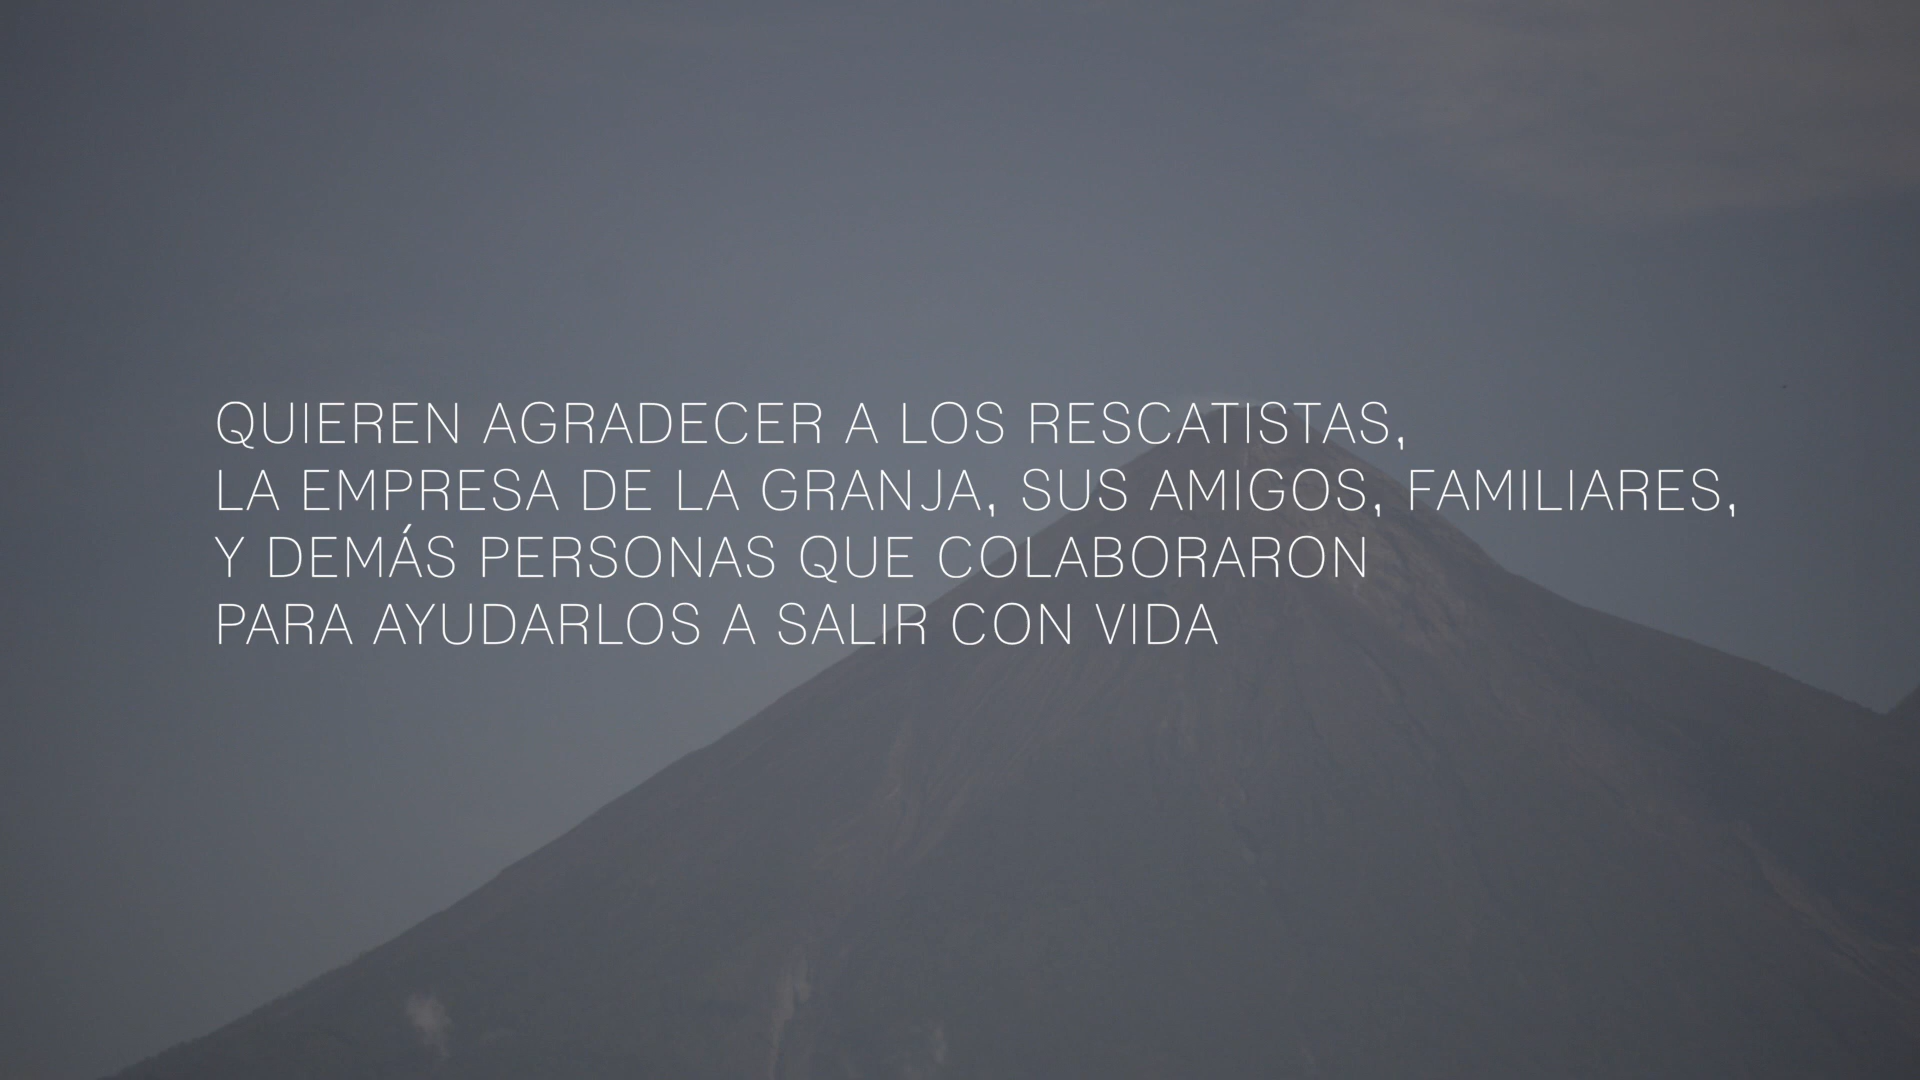 QUIEREN AGRADECER A LOS RESCATISTAS,
LA EMPRESA DE LA GRANJA, SUS AMIGOS, FAMILIARES,
Y DEMÁS PERSONAS QUE COLABORARON
PARA AYUDARLOS A SALIR CON VIDA